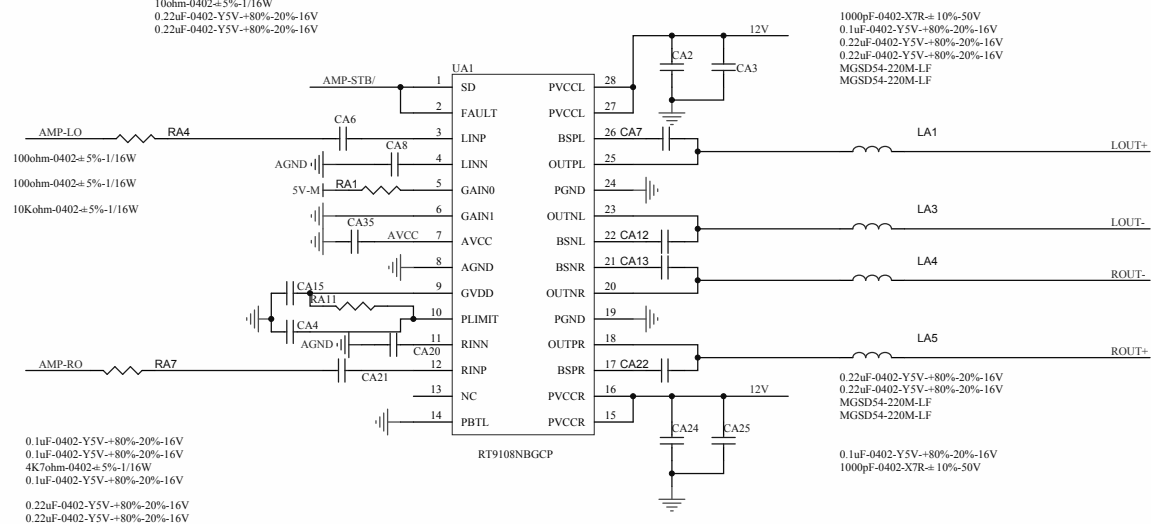 10ohm-0402-±5%-1/16W
0.22uF-0402-Y5V-+80%-20%-16V
0.22uF-0402-Y5V-+80%-20%-16V
1000pF-0402-X7R-±10%-50V
0.1uF-0402-Y5V-+80%-20%-16V
0.22uF-0402-Y5V-+80%-20%-16V
0.22uF-0402-Y5V-+80%-20%-16V
MGSD54-220M-LF
MGSD54-220M-LF
12V
CA2
CA3
UA1
AMP-STB/
1 SD PVCCL 28
2 FAULT PVCCL 27
AMP-LO RA4 CA6 3 LINP BSPL 26 CA7 LA1
LOUT+
AGND CA8 4 LINN OUTPL 25
100ohm-0402-±5%-1/16W
100ohm-0402-±5%-1/16W
10Kohm-0402-±5%-1/16W
5V-M RA1 5 GAIN0 PGND 24
6 GAIN1 OUTNL 23 LA3
LOUT-
CA35 AVCC 7 AVCC BSNL 22 CA12
8 AGND BSNR 21 CA13 LA4
ROUT-
CA15 9 GVDD OUTNR 20
RA11
10 PLIMIT PGND 19
CA4
AGND CA20 11 RINN OUTPR 18 LA5
ROUT+
AMP-RO RA7 CA21 12 RINP BSPR 17 CA22
13 NC PVCCR 16 12V
14 PBTL PVCCR 15
CA24
CA25
RT9108NBGCP
0.22uF-0402-Y5V-+80%-20%-16V
0.22uF-0402-Y5V-+80%-20%-16V
MGSD54-220M-LF
MGSD54-220M-LF
0.1uF-0402-Y5V-+80%-20%-16V
1000pF-0402-X7R-±10%-50V
0.1uF-0402-Y5V-+80%-20%-16V
0.1uF-0402-Y5V-+80%-20%-16V
4K7ohm-0402-±5%-1/16W
0.1uF-0402-Y5V-+80%-20%-16V
0.22uF-0402-Y5V-+80%-20%-16V
0.22uF-0402-Y5V-+80%-20%-16V